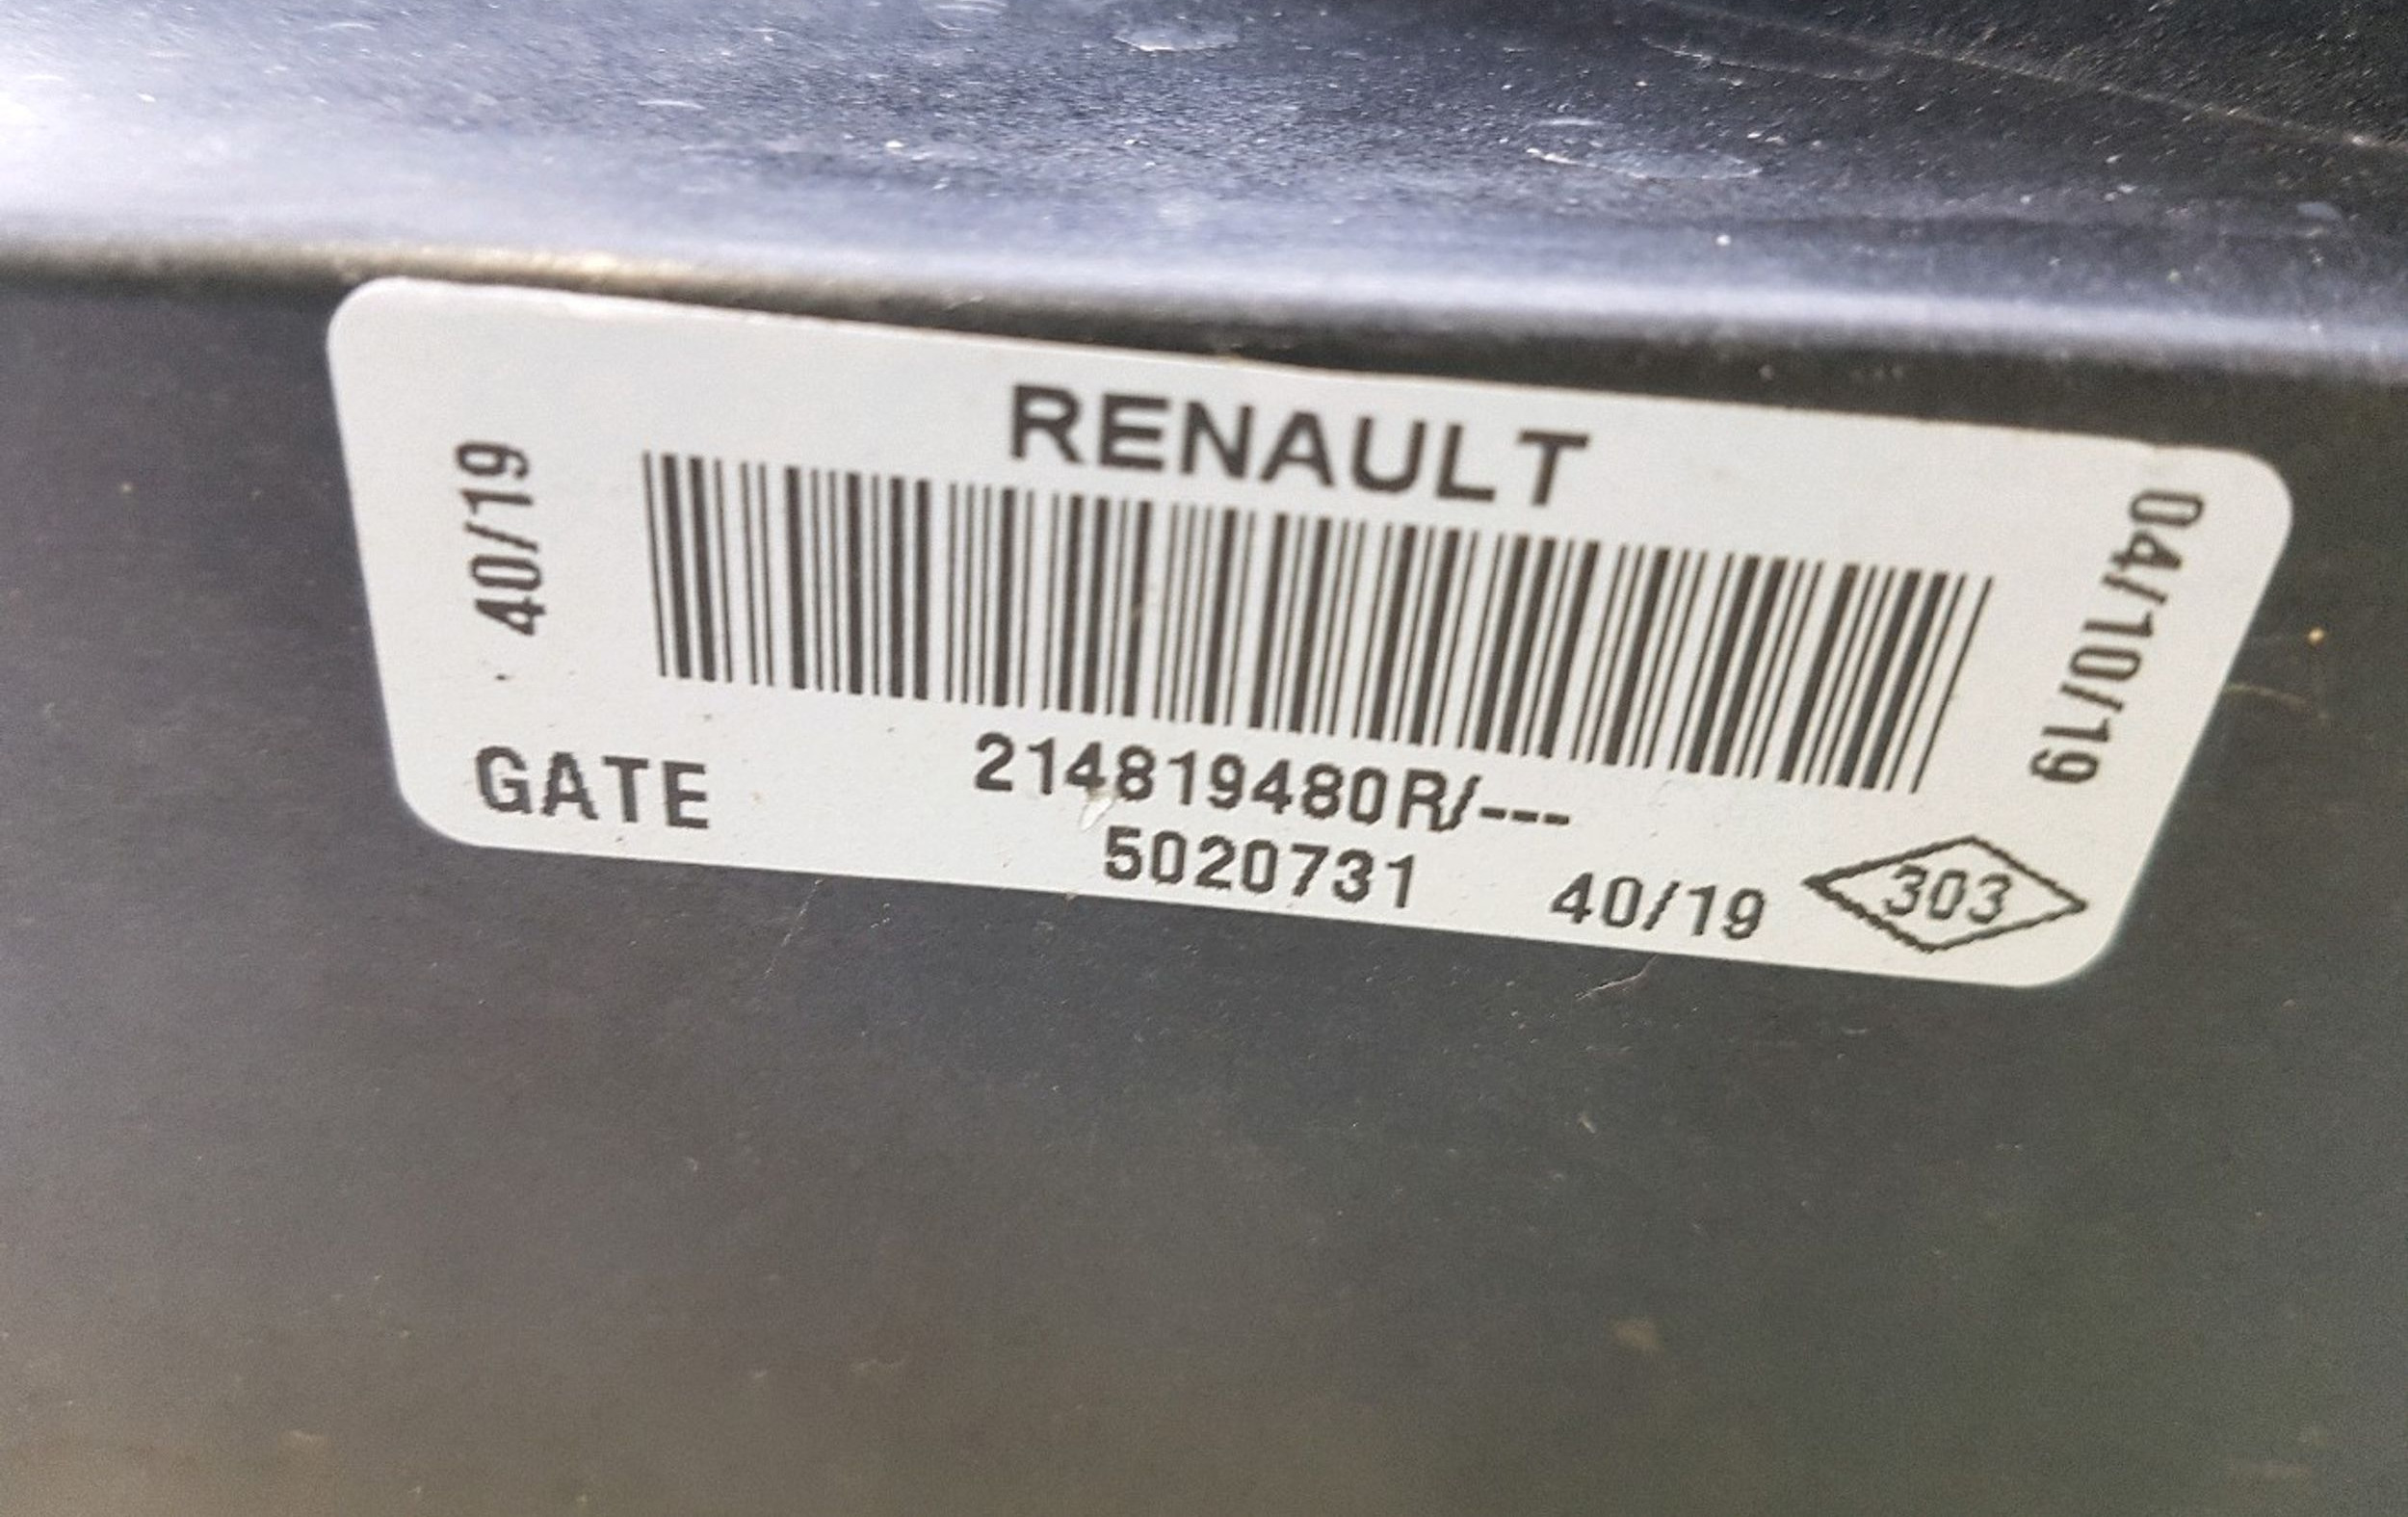 RENAULT
40/19
04/10/19
214819480R/---
GATE
5020731
40/19
303